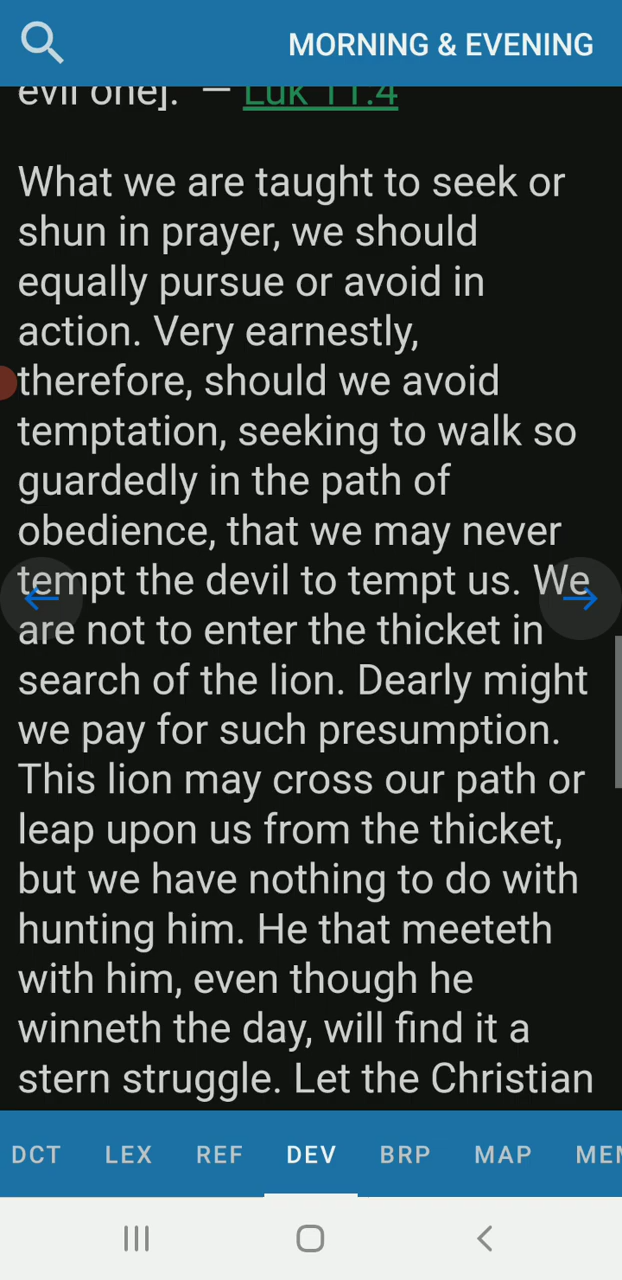 MORNING & EVENING
evil one]. — Luk 11.4
What we are taught to seek or
shun in prayer, we should
equally pursue or avoid in
action. Very earnestly,
therefore, should we avoid
temptation, seeking to walk so
guardedly in the path of
obedience, that we may never
tempt the devil to tempt us. We
are not to enter the thicket in
search of the lion. Dearly might
we pay for such presumption.
This lion may cross our path or
leap upon us from the thicket,
but we have nothing to do with
hunting him. He that meeteth
with him, even though he
winneth the day, will find it a
stern struggle. Let the Christian
DCT LEX REF DEV BRP MAP